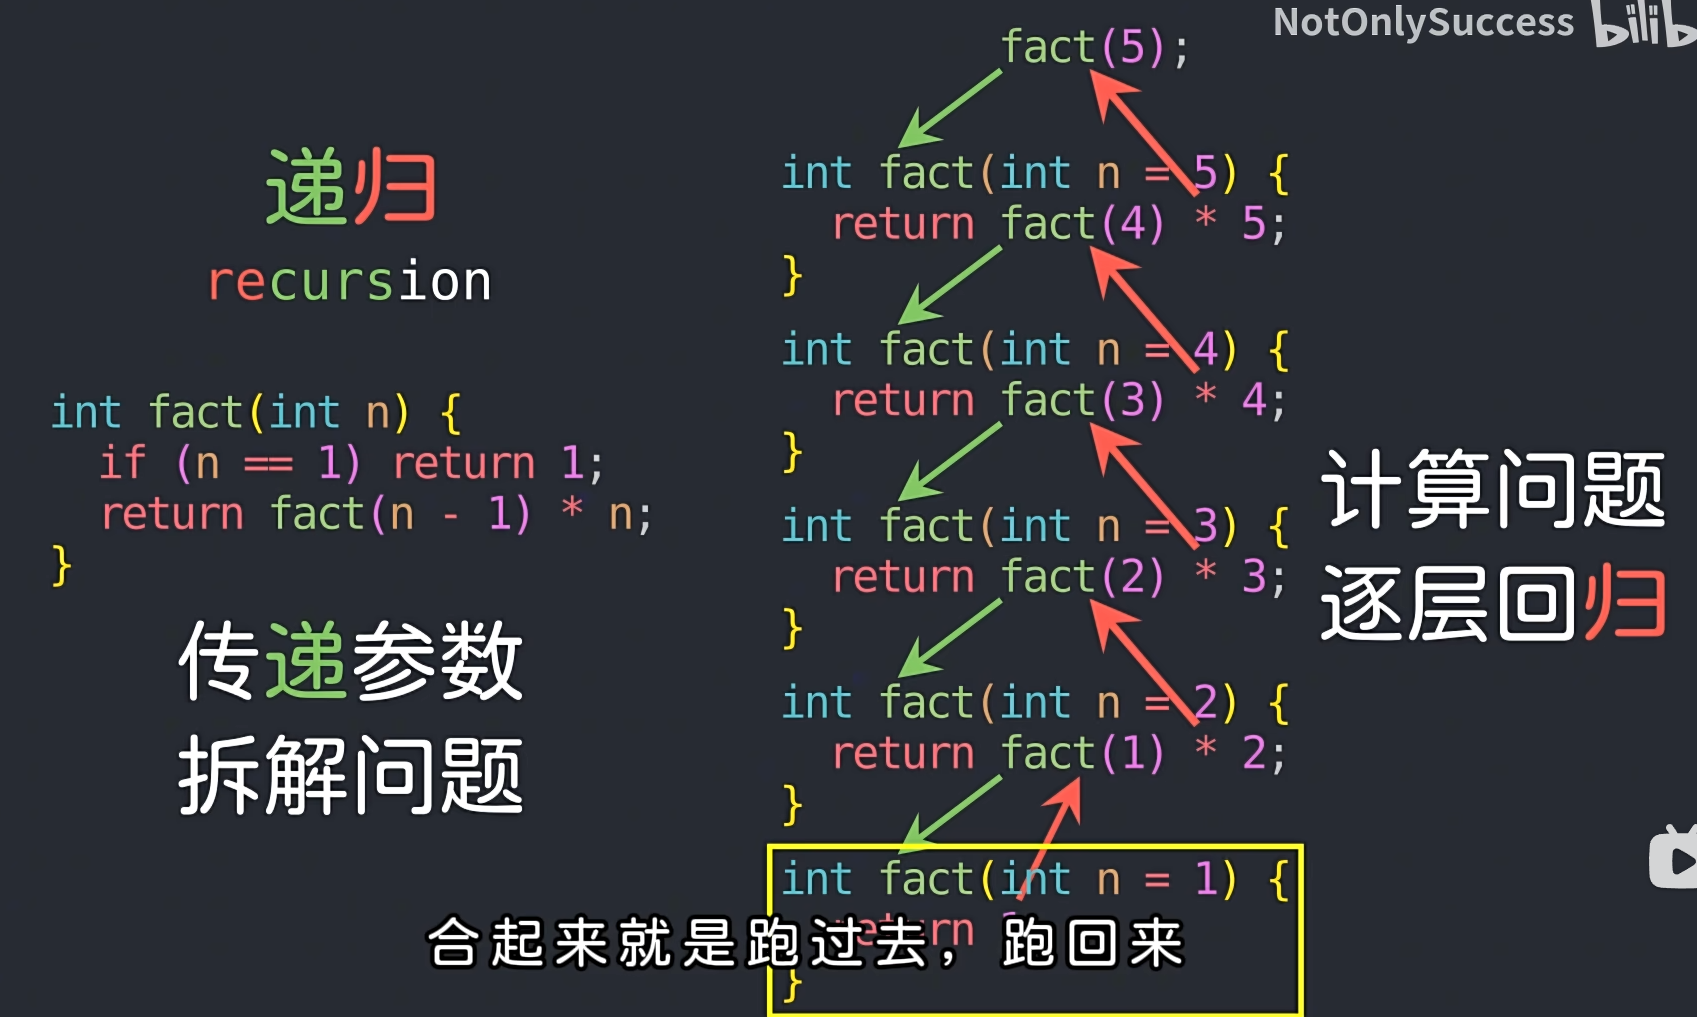 NotOnlySuccess bilib
fact(5);
递归
recursion
int fact(int n) {
if (n == 1) return 1;
return fact(n - 1) * n;
}
传递参数
拆解问题
int fact(int n = 5) {
return fact(4) * 5;
}
int fact(int n = 4) {
return fact(3) * 4;
}
int fact(int n = 3) {
return fact(2) * 3;
}
int fact(int n = 2) {
return fact(1) * 2;
}
int fact(int n = 1) {
return
}
计算问题
逐层回归
合起来就是跑过去，跑回来